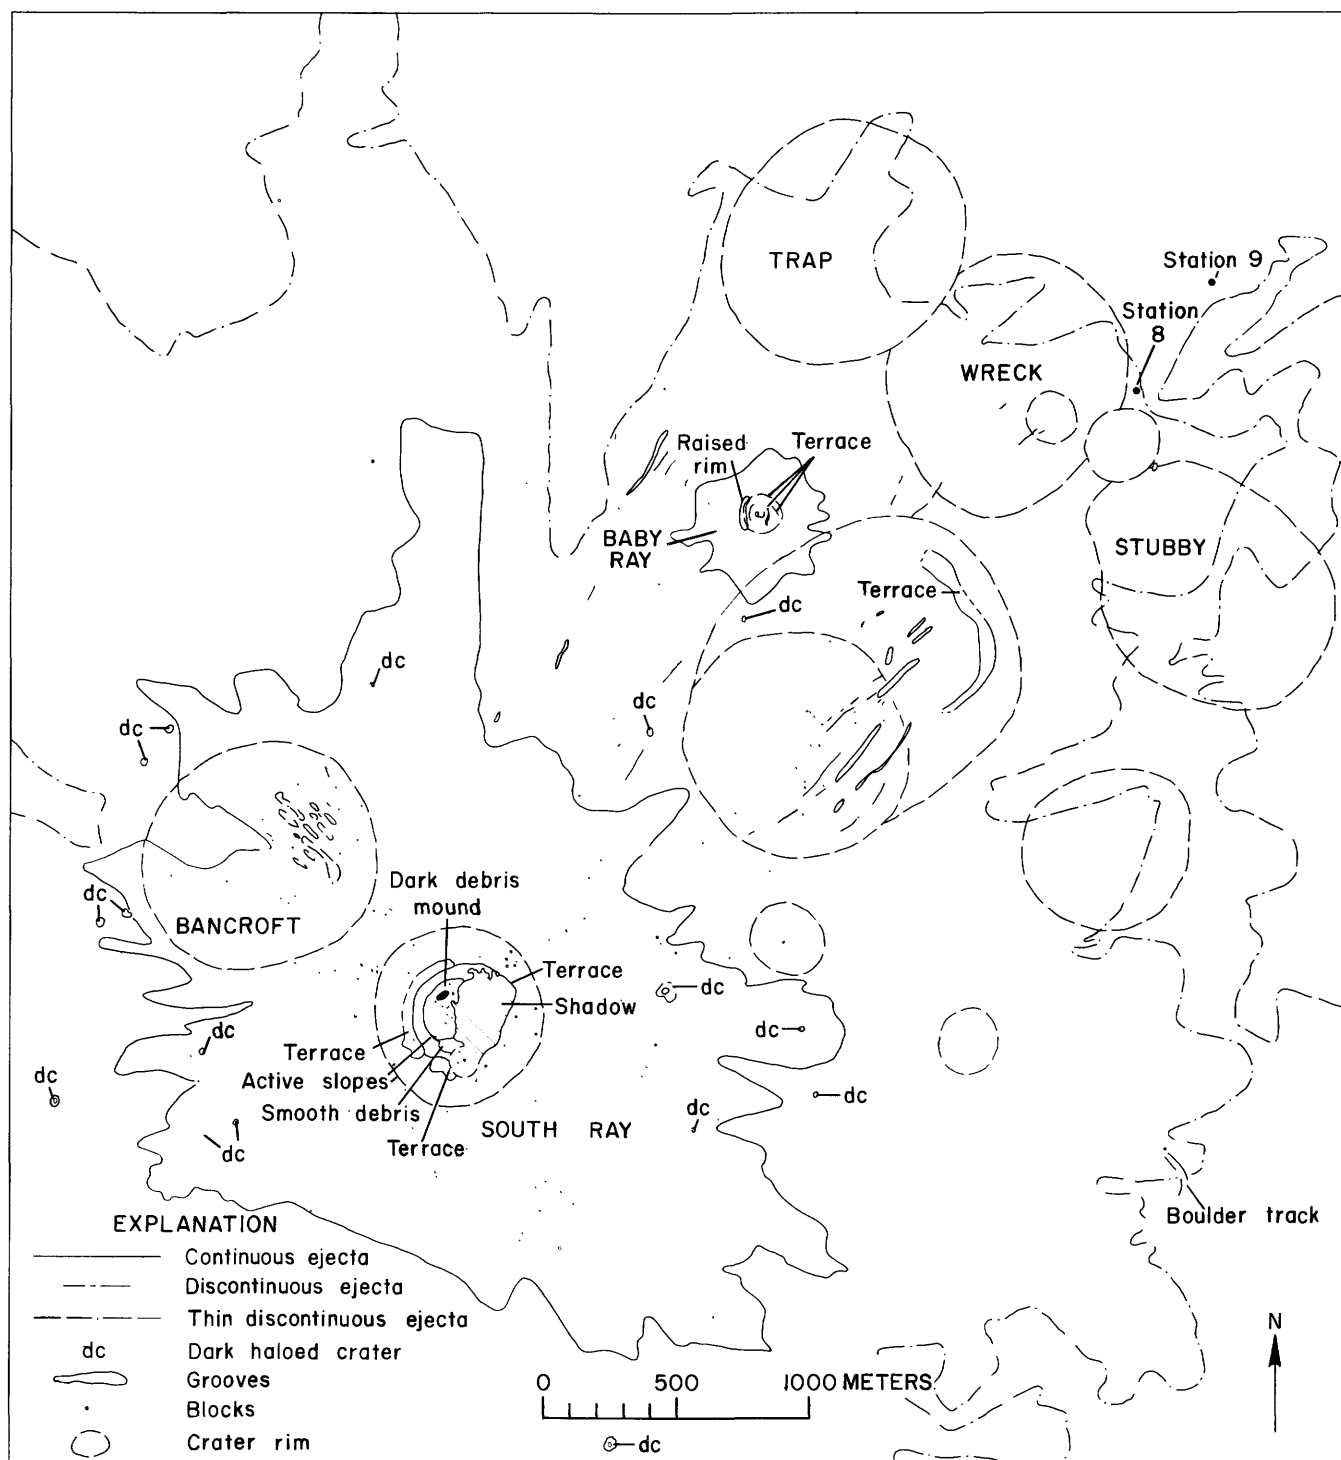 TRAP
Station 9
Station
8
WRECK
Raised
rim
Terrace
BABY
RAY
STUBBY
Terrace
dc
dc
dc
dc
Dark debris
mound
dc
BANCROFT
Terrace
dc
Shadow
dc
dc
Terrace
dc
Active slopes
dc
Smooth debris
dc
SOUTH RAY
Terrace
dc
Boulder track
EXPLANATION
Continuous ejecta
Discontinuous ejecta
Thin discontinuous ejecta
dc Dark haloed crater
Grooves
Blocks
Crater rim
0 500 1000 METERS
dc
N